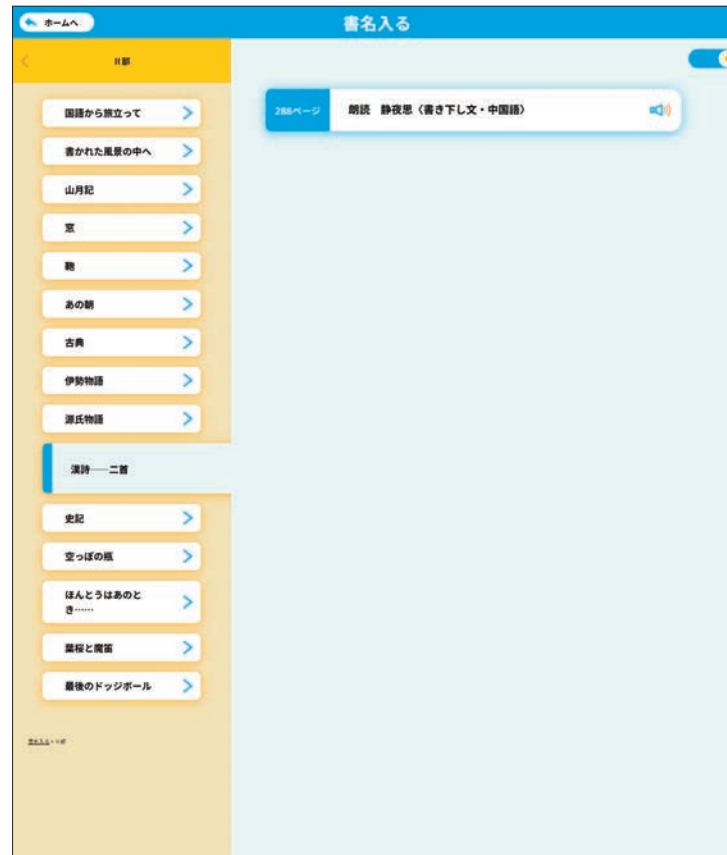 ホームへ
書名入る
II部
国語から旅立って
書かれた風景の中へ
山月記
窓
鞄
あの朝
古典
伊勢物語
源氏物語
漢詩──二首
史記
空っぽの瓶
ほんとうはあのと
き……
葉桜と魔笛
最後のドッジボール
288ページ
朗読　静夜思〈書き下し文・中国語〉
書名入る